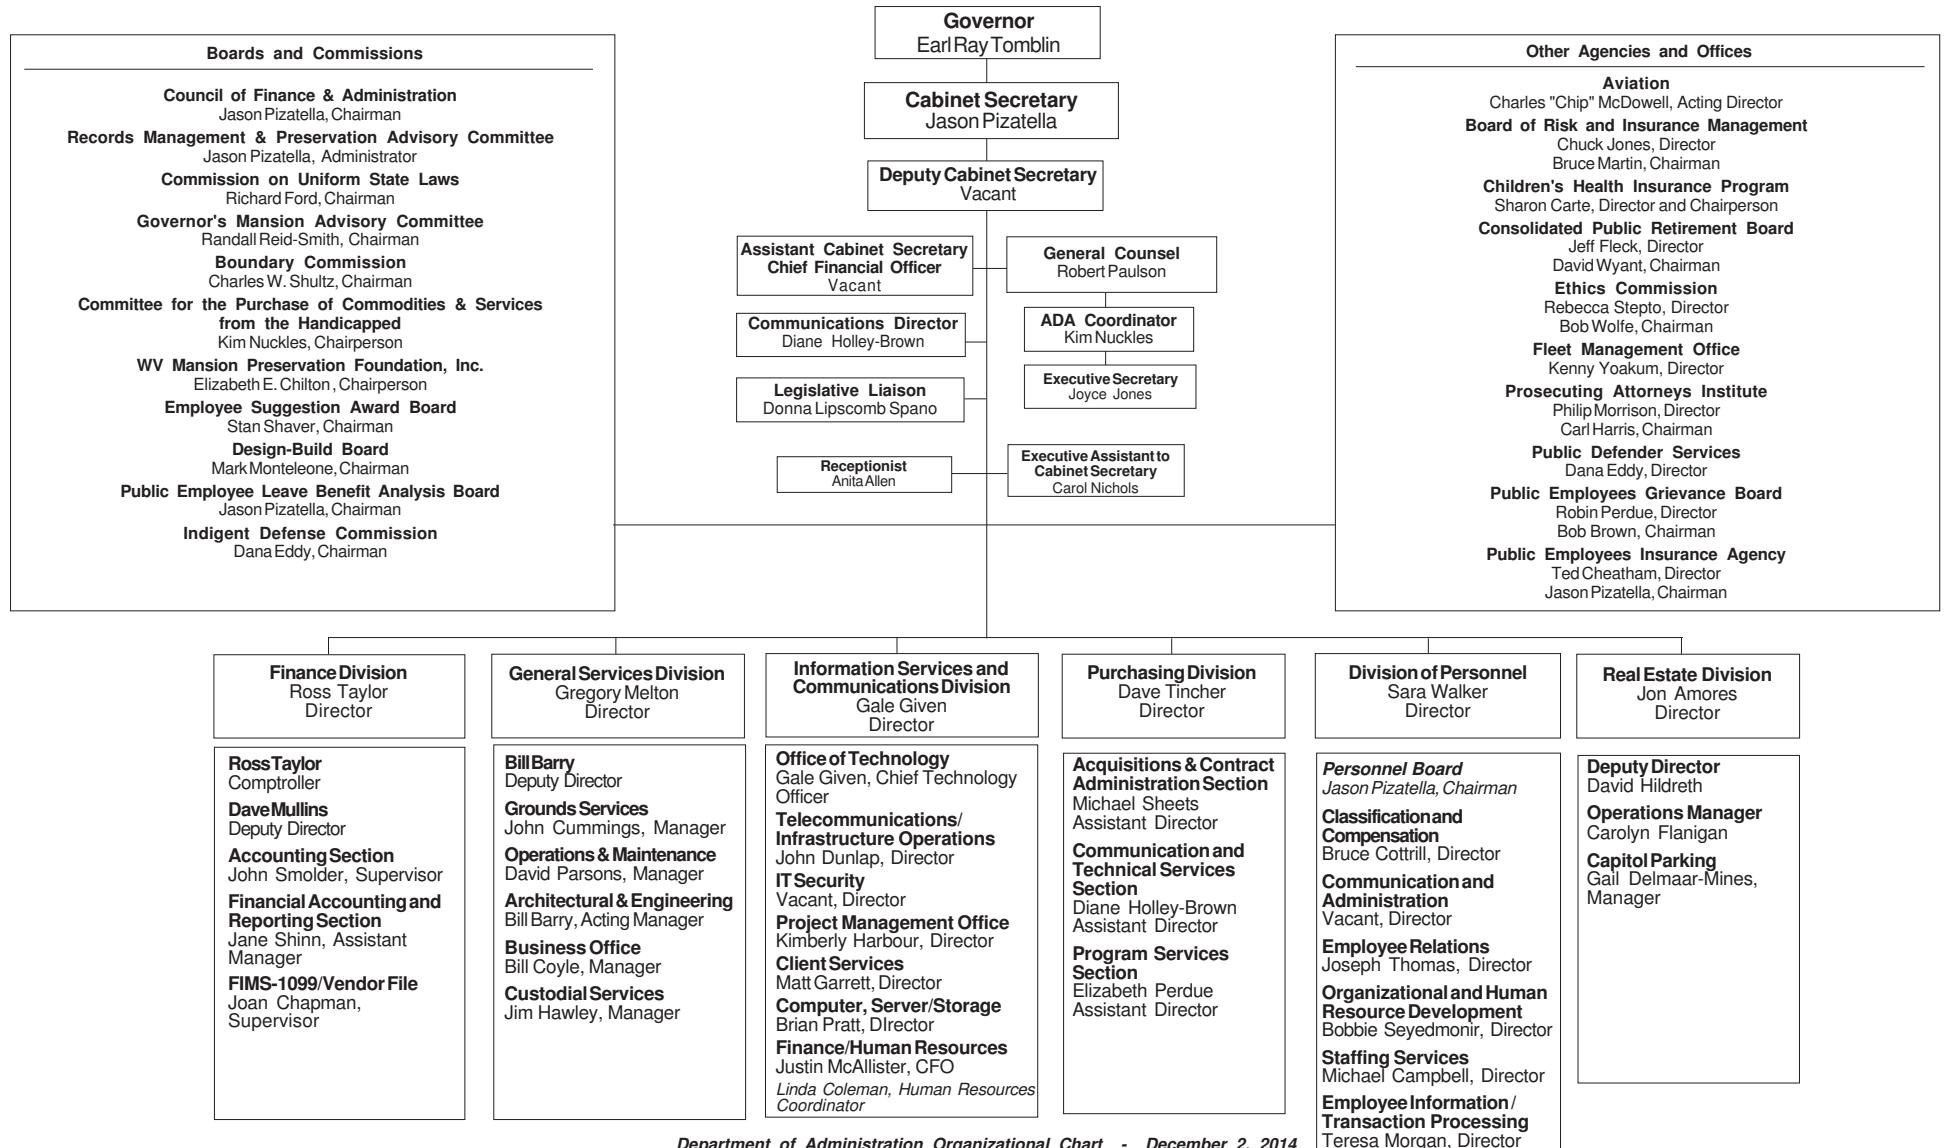 Governor
Earl Ray Tomblin
Cabinet Secretary
Jason Pizatella
Deputy Cabinet Secretary
Vacant
Assistant Cabinet Secretary
Chief Financial Officer
Vacant
General Counsel
Robert Paulson
Communications Director
Diane Holley-Brown
ADA Coordinator
Kim Nuckles
Legislative Liaison
Donna Lipscomb Spano
Executive Secretary
Joyce Jones
Receptionist
Anita Allen
Executive Assistant to
Cabinet Secretary
Carol Nichols
Boards and Commissions
Council of Finance & Administration
Jason Pizatella, Chairman
Records Management & Preservation Advisory Committee
Jason Pizatella, Administrator
Commission on Uniform State Laws
Richard Ford, Chairman
Governor's Mansion Advisory Committee
Randall Reid-Smith, Chairman
Boundary Commission
Charles W. Shultz, Chairman
Committee for the Purchase of Commodities & Services
from the Handicapped
Kim Nuckles, Chairperson
WV Mansion Preservation Foundation, Inc.
Elizabeth E. Chilton, Chairperson
Employee Suggestion Award Board
Stan Shaver, Chairman
Design-Build Board
Mark Monteleone, Chairman
Public Employee Leave Benefit Analysis Board
Jason Pizatella, Chairman
Indigent Defense Commission
Dana Eddy, Chairman
Other Agencies and Offices
Aviation
Charles "Chip" McDowell, Acting Director
Board of Risk and Insurance Management
Chuck Jones, Director
Bruce Martin, Chairman
Children's Health Insurance Program
Sharon Carte, Director and Chairperson
Consolidated Public Retirement Board
Jeff Fleck, Director
David Wyant, Chairman
Ethics Commission
Rebecca Stepto, Director
Bob Wolfe, Chairman
Fleet Management Office
Kenny Yoakum, Director
Prosecuting Attorneys Institute
Philip Morrison, Director
Carl Harris, Chairman
Public Defender Services
Dana Eddy, Director
Public Employees Grievance Board
Robin Perdue, Director
Bob Brown, Chairman
Public Employees Insurance Agency
Ted Cheatham, Director
Jason Pizatella, Chairman
Finance Division
Ross Taylor
Director
Ross Taylor
Comptroller
Dave Mullins
Deputy Director
Accounting Section
John Smolder, Supervisor
Financial Accounting and
Reporting Section
Jane Shinn, Assistant
Manager
FIMS-1099/Vendor File
Joan Chapman,
Supervisor
General Services Division
Gregory Melton
Director
Bill Barry
Deputy Director
Grounds Services
John Cummings, Manager
Operations & Maintenance
David Parsons, Manager
Architectural & Engineering
Bill Barry, Acting Manager
Business Office
Bill Coyle, Manager
Custodial Services
Jim Hawley, Manager
Information Services and
Communications Division
Gale Given
Director
Office of Technology
Gale Given, Chief Technology
Officer
Telecommunications/
Infrastructure Operations
John Dunlap, Director
IT Security
Vacant, Director
Project Management Office
Kimberly Harbour, Director
Client Services
Matt Garrett, Director
Computer, Server/Storage
Brian Pratt, DIrector
Finance/Human Resources
Justin McAllister, CFO
Linda Coleman, Human Resources
Coordinator
Purchasing Division
Dave Tincher
Director
Acquisitions & Contract
Administration Section
Michael Sheets
Assistant Director
Communication and
Technical Services
Section
Diane Holley-Brown
Assistant Director
Program Services
Section
Elizabeth Perdue
Assistant Director
Division of Personnel
Sara Walker
Director
Personnel Board
Jason Pizatella, Chairman
Classification and
Compensation
Bruce Cottrill, Director
Communication and
Administration
Vacant, Director
Employee Relations
Joseph Thomas, Director
Organizational and Human
Resource Development
Bobbie Seyedmonir, Director
Staffing Services
Michael Campbell, Director
Employee Information /
Transaction Processing
Teresa Morgan, Director
Real Estate Division
Jon Amores
Director
Deputy Director
David Hildreth
Operations Manager
Carolyn Flanigan
Capitol Parking
Gail Delmaar-Mines,
Manager
Department of Administration Organizational Chart - December 2, 2014